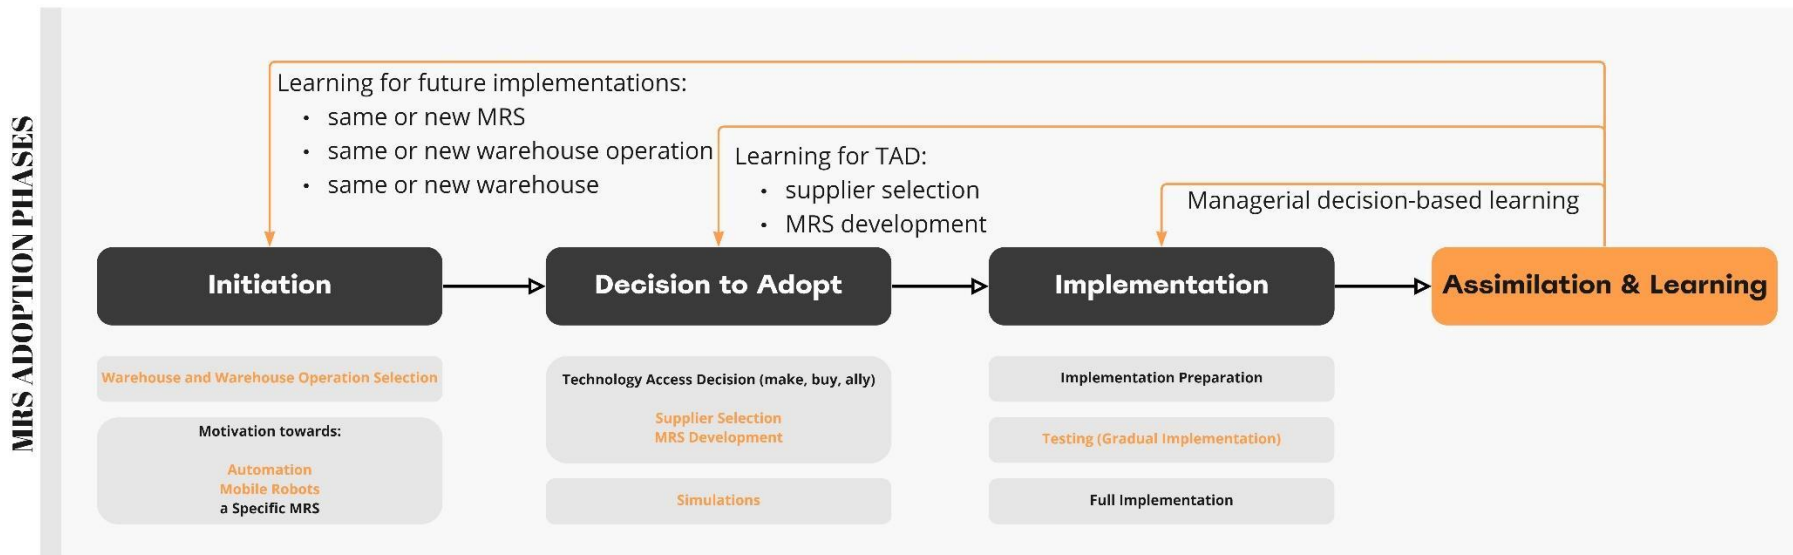 MRS ADOPTION PHASES
Learning for future implementations:
• same or new MRS
• same or new warehouse operation
• same or new warehouse
Learning for TAD:
• supplier selection
• MRS development
Managerial decision-based learning
Initiation
Decision to Adopt
Implementation
Assimilation & Learning
Warehouse and Warehouse Operation Selection
Motivation towards:
Automation
Mobile Robots
a Specific MRS
Technology Access Decision (make, buy, ally)
Supplier Selection
MRS Development
Simulations
Implementation Preparation
Testing (Gradual Implementation)
Full Implementation